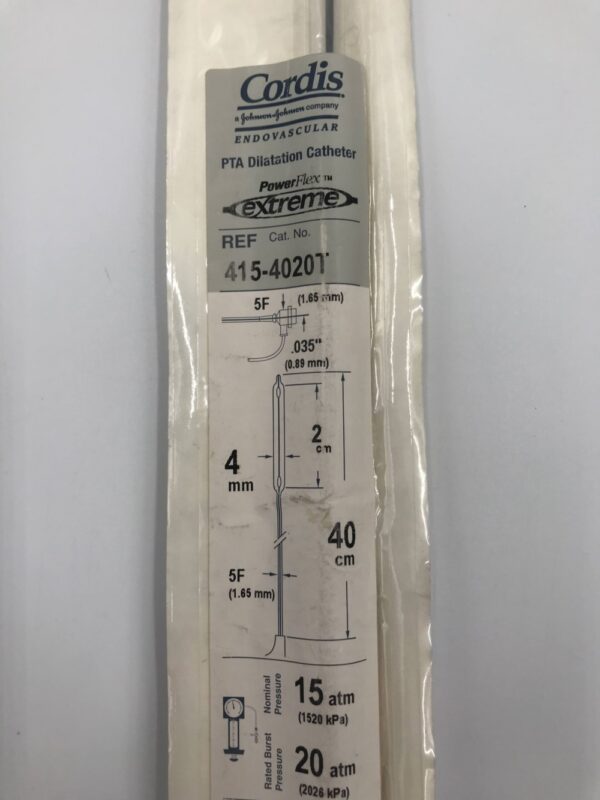 Cordis
a Johnson & Johnson company
ENDOVASCULAR
PTA Dilatation Catheter
PowerFlex™
extreme
REF Cat. No.
415-4020T
5F (1.65 mm)
.035"
(0.89 mm)
2
cm
4
mm
40
cm
5F
(1.65 mm)
Nominal
Pressure
15 atm
(1520 kPa)
Rated Burst
Pressure
20 atm
(2026 kPa)